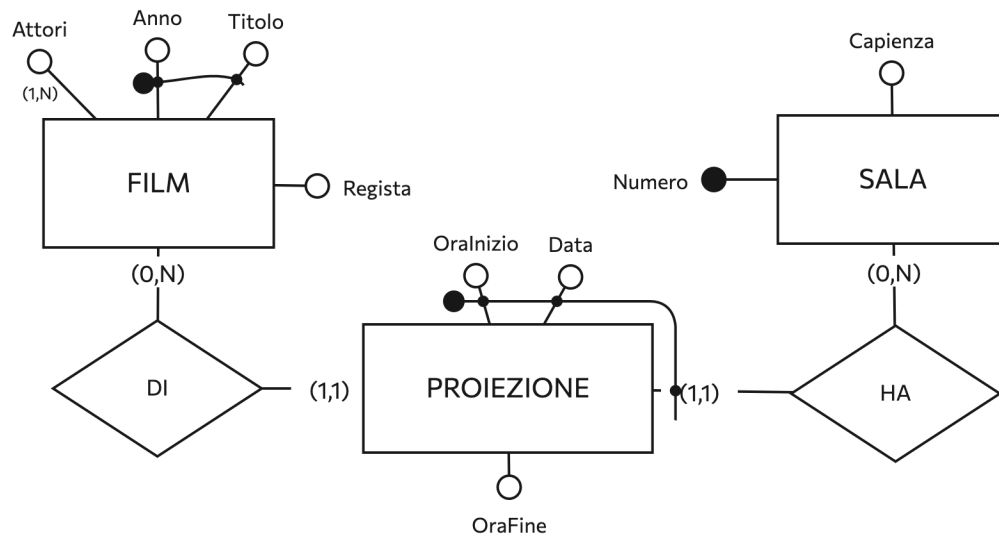 Attori
Anno
Titolo
(1,N)
FILM
Regista
(0,N)
DI
(1,1)
OraInizio
Data
PROIEZIONE
OraFine
Capienza
Numero
SALA
(0,N)
(1,1)
HA